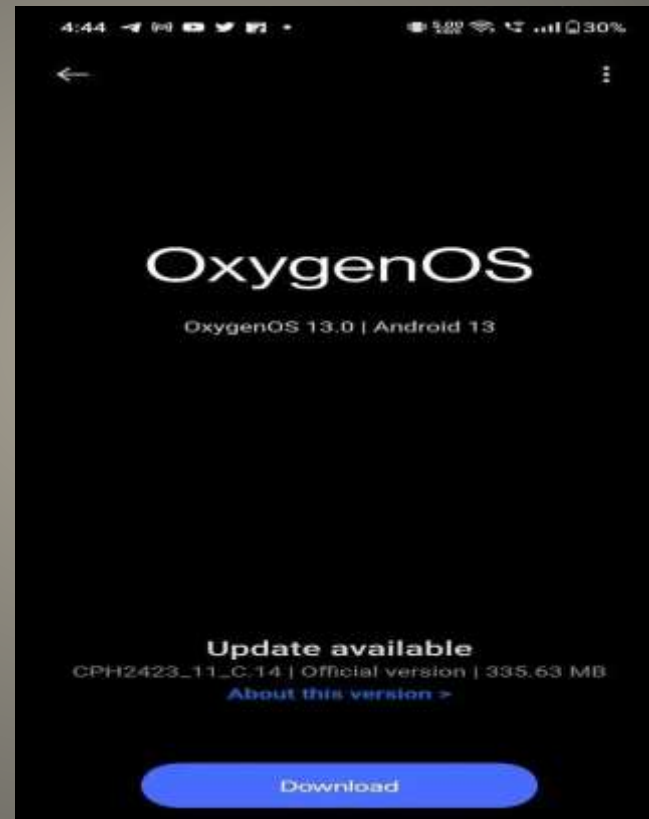 4:44 30%
OxygenOS
OxygenOS 13.0 | Android 13
Update available
CPH2423_11_C.14 | Official version | 335.63 MB
About this version >
Download